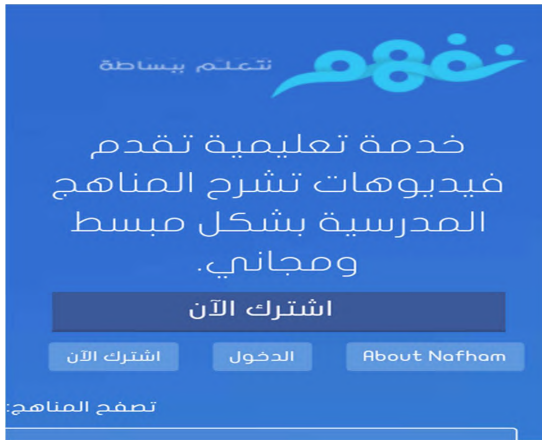 نفهم
نتعلم ببساطة
خدمة تعليمية تقدم
فيديوهات تشرح المناهج
المدرسية بشكل مبسط
ومجاني.
اشترك الآن
About Nafham
الدخول
اشترك الآن
تصفح المناهج: